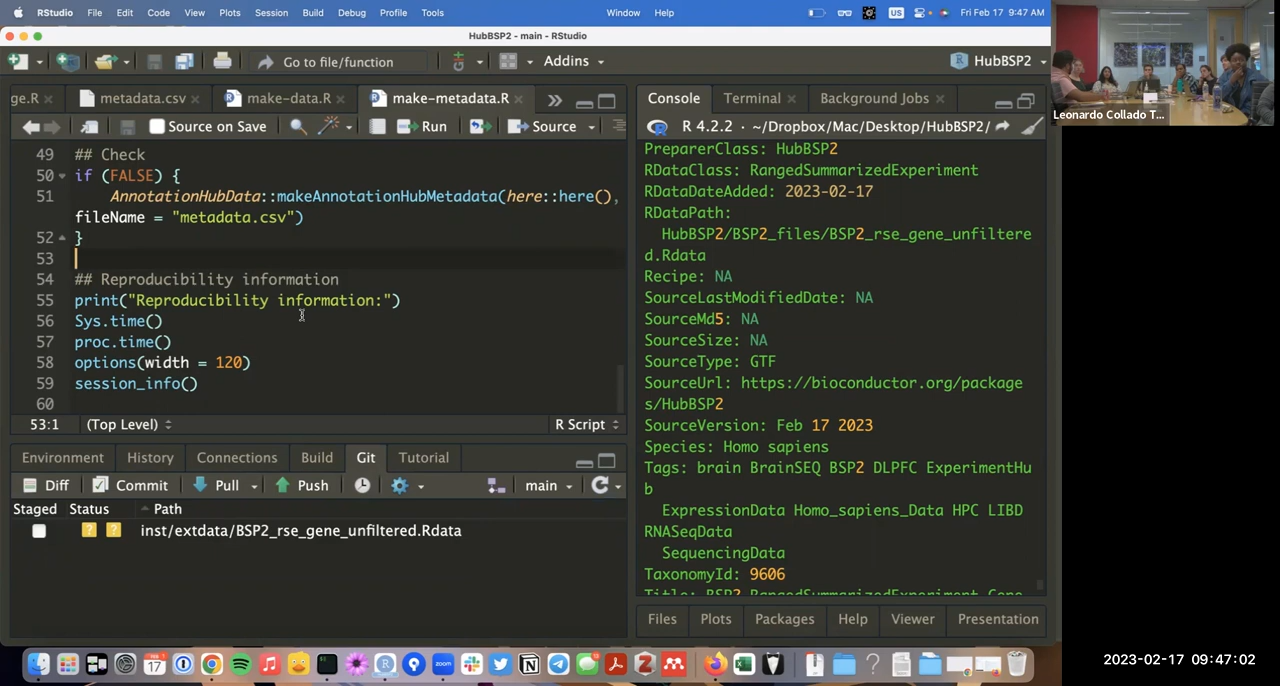 RStudio File Edit Code View Plots Session Build Debug Profile Tools Window Help US Fri Feb 17 9:47 AM
HubBSP2 - main - RStudio
Go to file/function Addins HubBSP2
ge.R metadata.csv make-data.R make-metadata.R
Source on Save Run Source
49 ## Check
50 if (FALSE) {
51 AnnotationHubData::makeAnnotationHubMetadata(here::here(),
fileName = "metadata.csv")
52 }
53
54 ## Reproducibility information
55 print("Reproducibility information:")
56 Sys.time()
57 proc.time()
58 options(width = 120)
59 session_info()
60
53:1 (Top Level) R Script
Environment History Connections Build Git Tutorial
Diff Commit Pull Push main
Staged Status Path
inst/extdata/BSP2_rse_gene_unfiltered.Rdata
Console Terminal Background Jobs
R 4.2.2 · ~/Dropbox/Mac/Desktop/HubBSP2/
PreparerClass: HubBSP2
RDataClass: RangedSummarizedExperiment
RDataDateAdded: 2023-02-17
RDataPath:
HubBSP2/BSP2_files/BSP2_rse_gene_unfiltere
d.Rdata
Recipe: NA
SourceLastModifiedDate: NA
SourceMd5: NA
SourceSize: NA
SourceType: GTF
SourceUrl: https://bioconductor.org/package
s/HubBSP2
SourceVersion: Feb 17 2023
Species: Homo sapiens
Tags: brain BrainSEQ BSP2 DLPFC ExperimentHu
b
ExpressionData Homo_sapiens_Data HPC LIBD
RNASeqData
SequencingData
TaxonomyId: 9606
Title: BSP2 RangedSummarizedExperiment Gene
Files Plots Packages Help Viewer Presentation
Leonardo Collado T...
2023-02-17 09:47:02